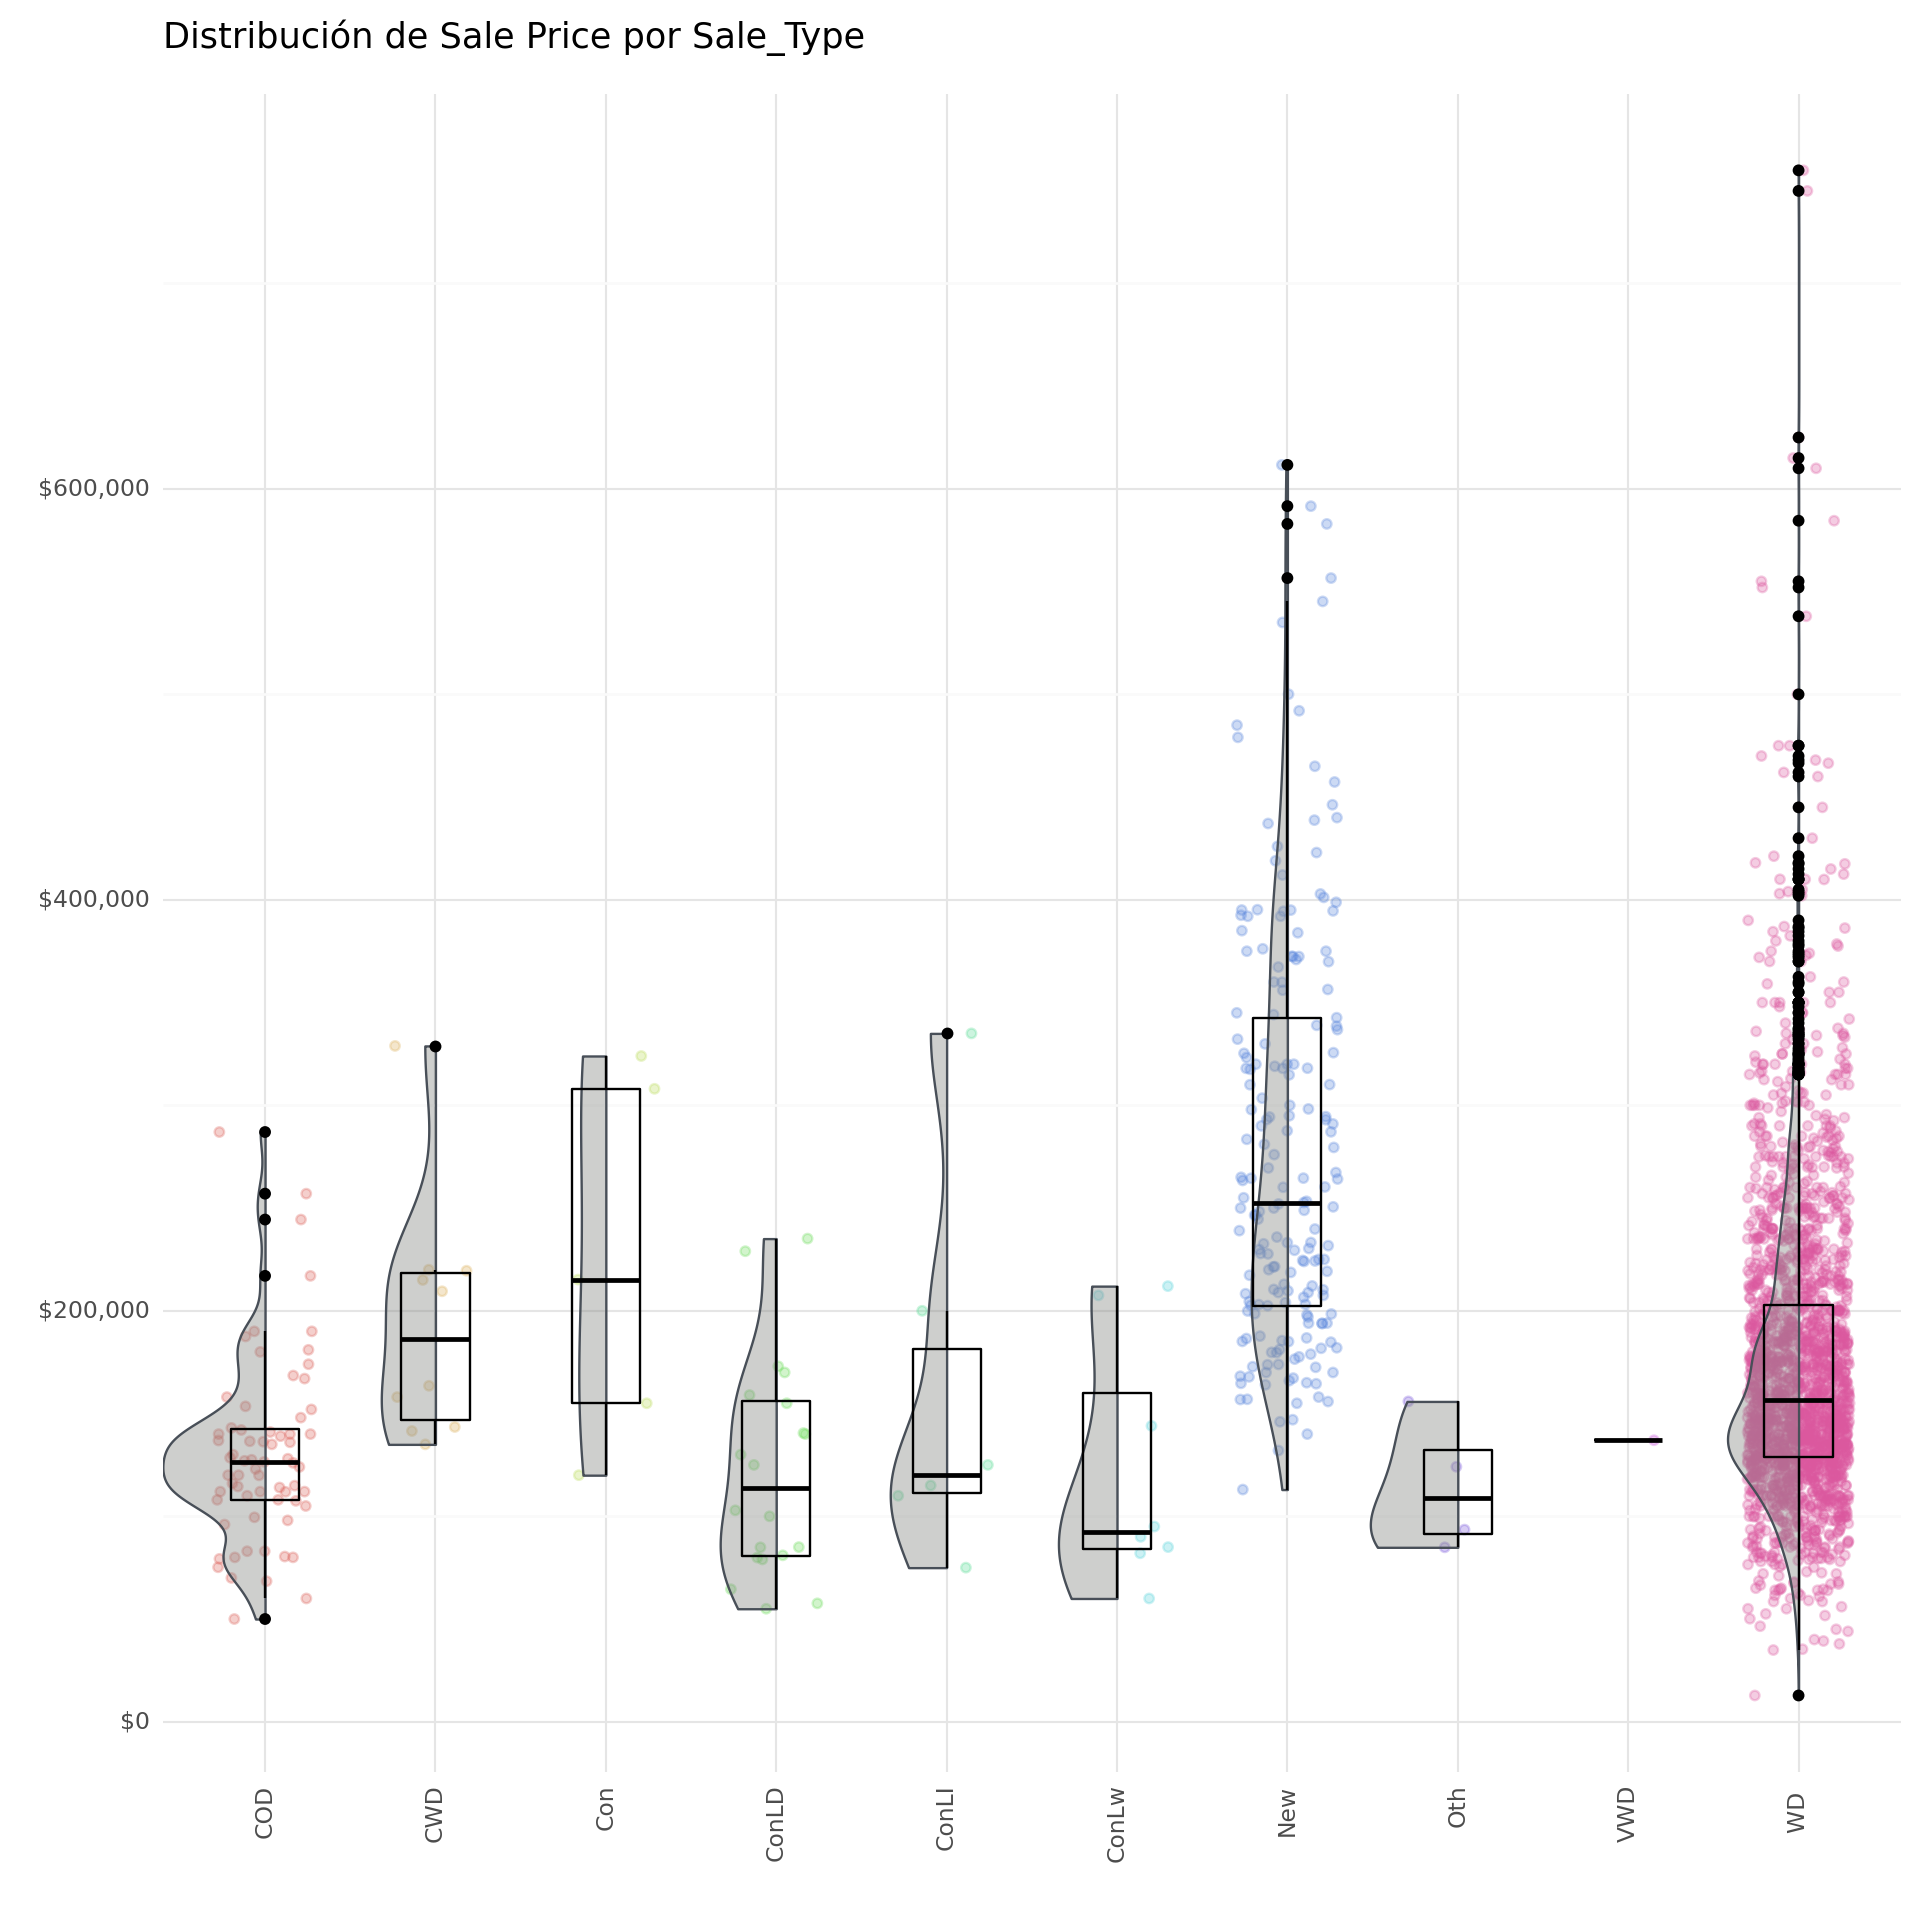 Distribución de Sale Price por Sale_Type
$600,000
$400,000
$200,000
$0
COD
CWD
Con
ConLD
ConLI
ConLw
New
Oth
VWD
WD